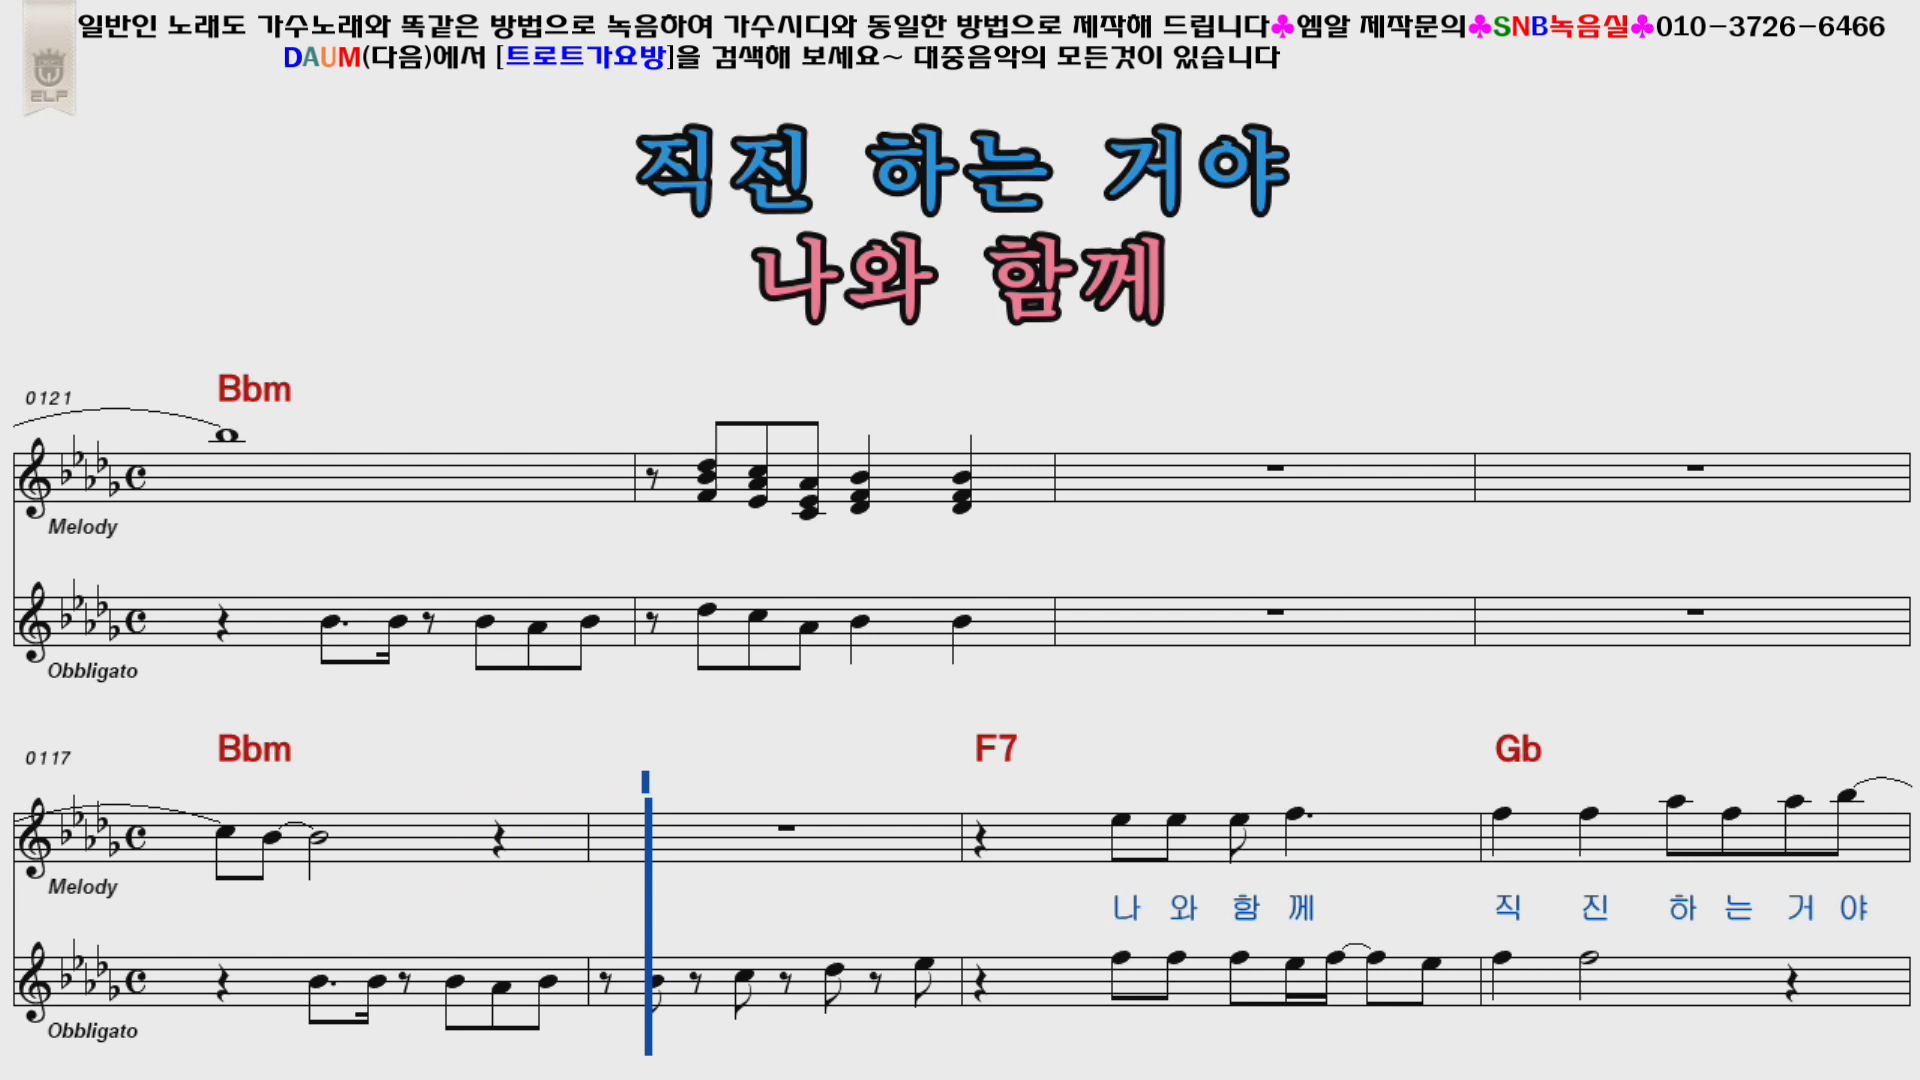 일반인 노래도 가수노래와 똑같은 방법으로 녹음하여 가수시디와 동일한 방법으로 제작해 드립니다♣엠알 제작문의♣SNB녹음실♣010-3726-6466
DAUM(다음)에서 [트로트가요방]을 검색해 보세요~ 대중음악의 모든것이 있습니다
ELF
직진 하는 거야
나와 함께
0121 Bbm
Melody
Obbligato
0117 Bbm F7 Gb
Melody
나 와 함 께 직 진 하 는 거 야
Obbligato